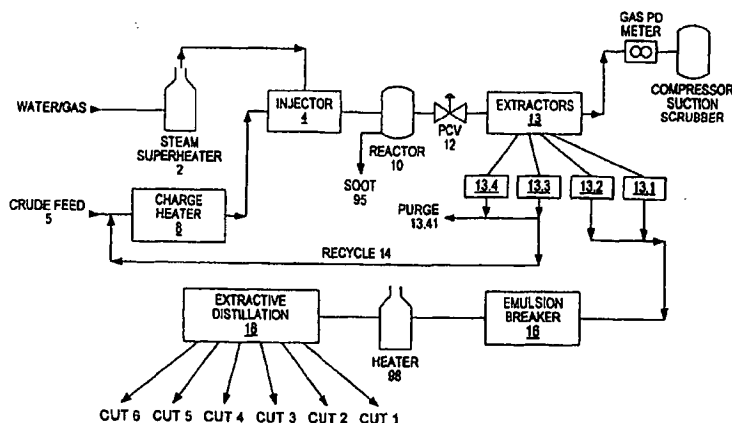 GAS PD
METER
COMPRESSOR
SUCTION
SCRUBBER
WATER/GAS
STEAM
SUPERHEATER
2
INJECTOR
4
REACTOR
10
PCV
12
EXTRACTORS
13
SOOT
95
13.4
13.3
13.2
13.1
CRUDE FEED
5
CHARGE
HEATER
8
PURGE
13.41
RECYCLE 14
EXTRACTIVE
DISTILLATION
18
HEATER
98
EMULSION
BREAKER
16
CUT 6
CUT 5
CUT 4
CUT 3
CUT 2
CUT 1